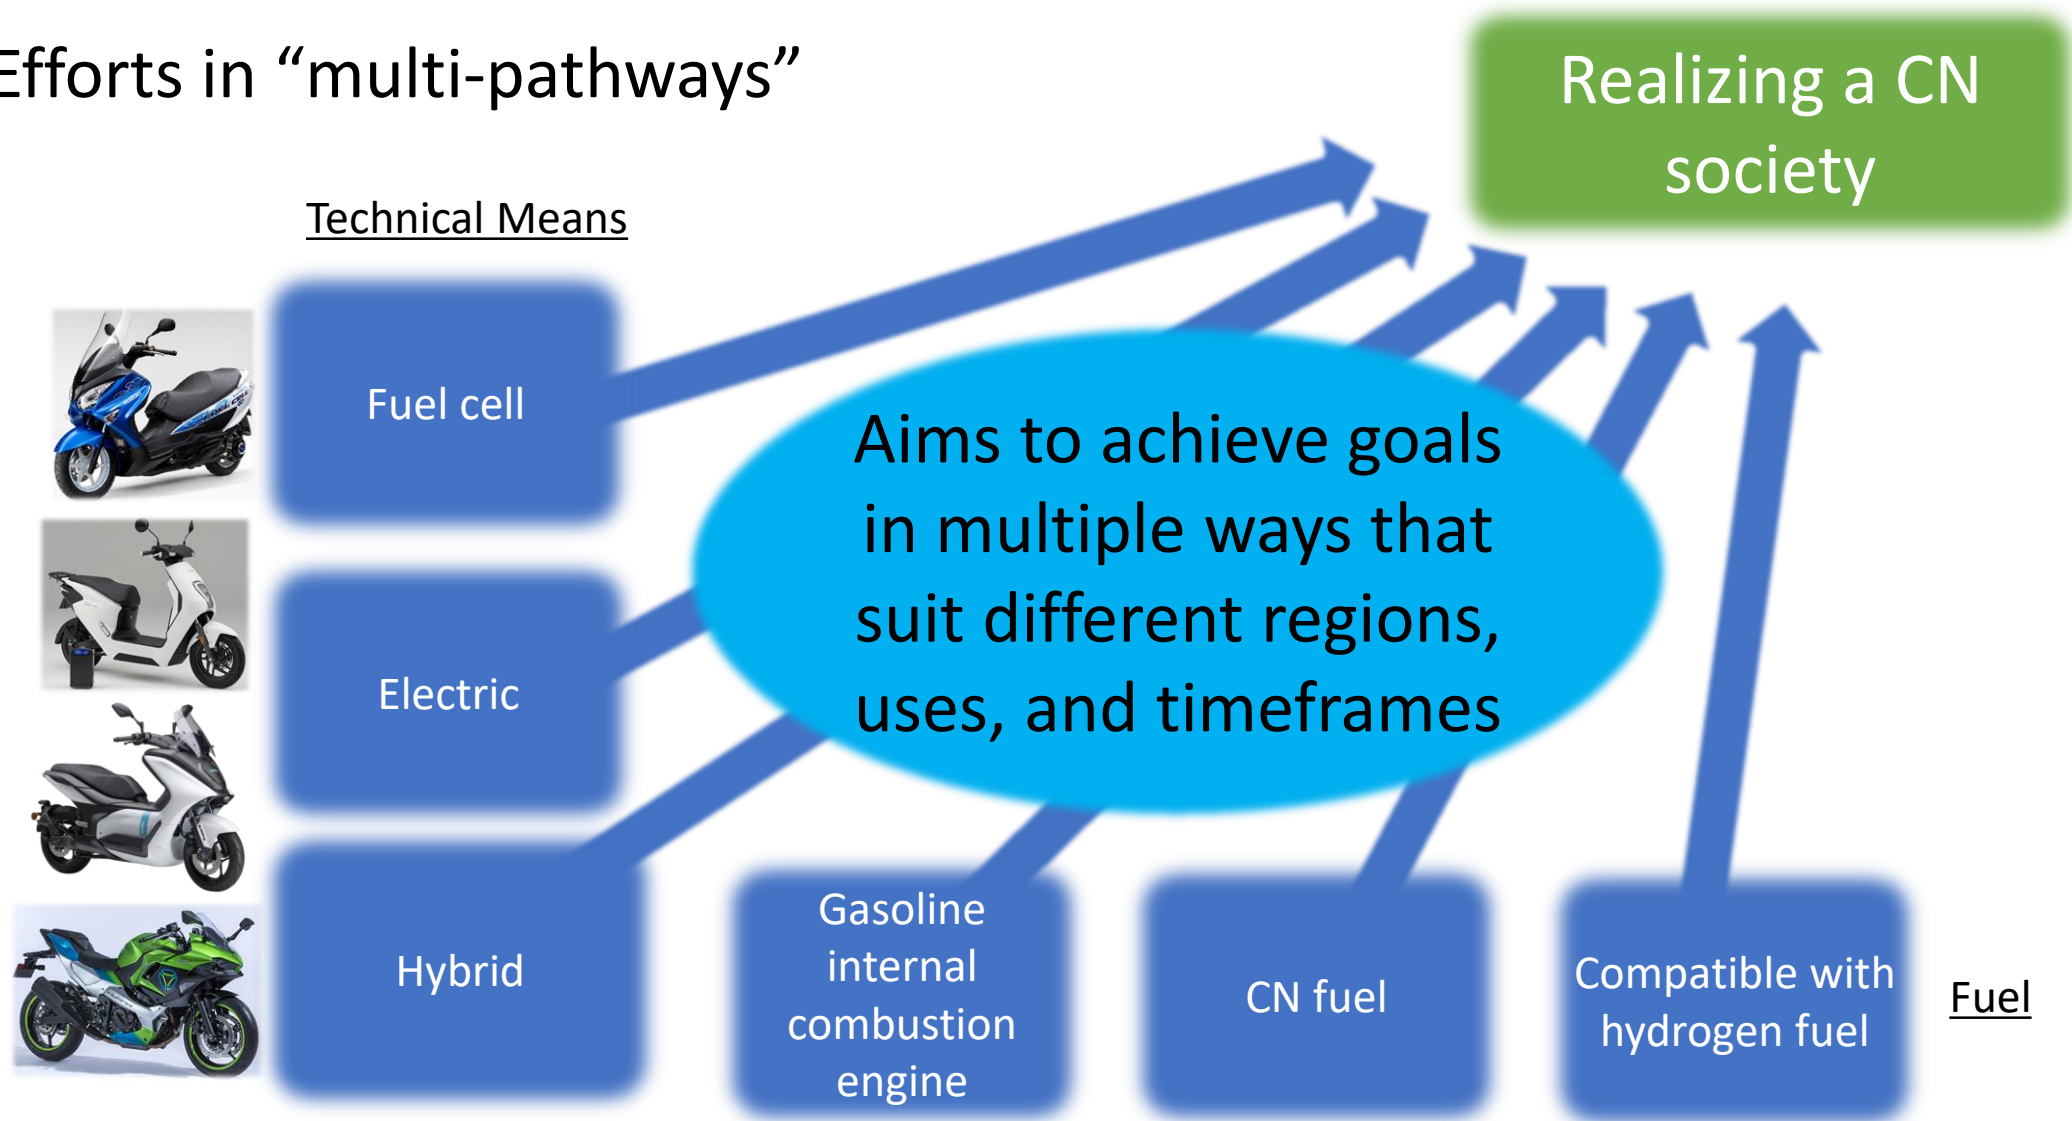 Efforts in “multi-pathways”
Realizing a CN
society
Technical Means
Fuel cell
Aims to achieve goals
in multiple ways that
suit different regions,
uses, and timeframes
Electric
Hybrid
Gasoline
internal
combustion
engine
CN fuel
Compatible with
hydrogen fuel
Fuel